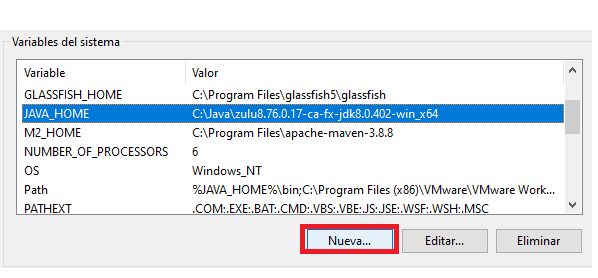 Variables del sistema
Variable Valor
GLASSFISH_HOME C:\Program Files\glassfish5\glassfish
JAVA_HOME C:\Java\zulu8.76.0.17-ca-fx-jdk8.0.402-win_x64
M2_HOME C:\Program Files\apache-maven-3.8.8
NUMBER_OF_PROCESSORS 6
OS Windows_NT
Path %JAVA_HOME%\bin;C:\Program Files (x86)\VMware\VMware Work...
PATHEXT .COM;.EXE;.BAT;.CMD;.VBS;.VBE;.JS;.JSE;.WSF;.WSH;.MSC
Nueva... Editar... Eliminar